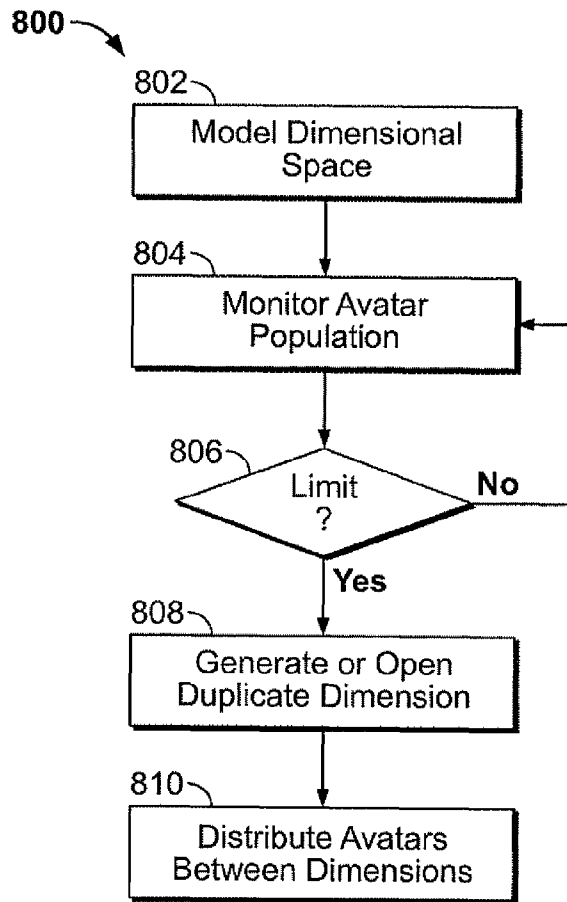 800
802
Model Dimensional
Space
804
Monitor Avatar
Population
806
Limit
?
No
Yes
808
Generate or Open
Duplicate Dimension
810
Distribute Avatars
Between Dimensions